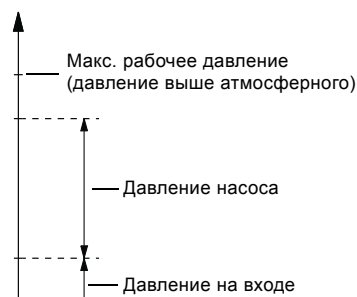 Макс. рабочее давление
(давление выше атмосферного)
Давление насоса
Давление на входе